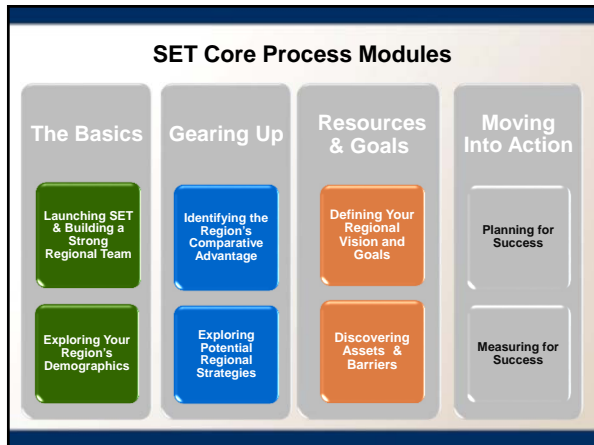 SET Core Process Modules
The Basics
Launching SET
& Building a
Strong
Regional Team
Exploring Your
Region's
Demographics
Gearing Up
Identifying the
Region's
Comparative
Advantage
Exploring
Potential
Regional
Strategies
Resources
& Goals
Defining Your
Regional
Vision and
Goals
Discovering
Assets &
Barriers
Moving
Into Action
Planning for
Success
Measuring for
Success